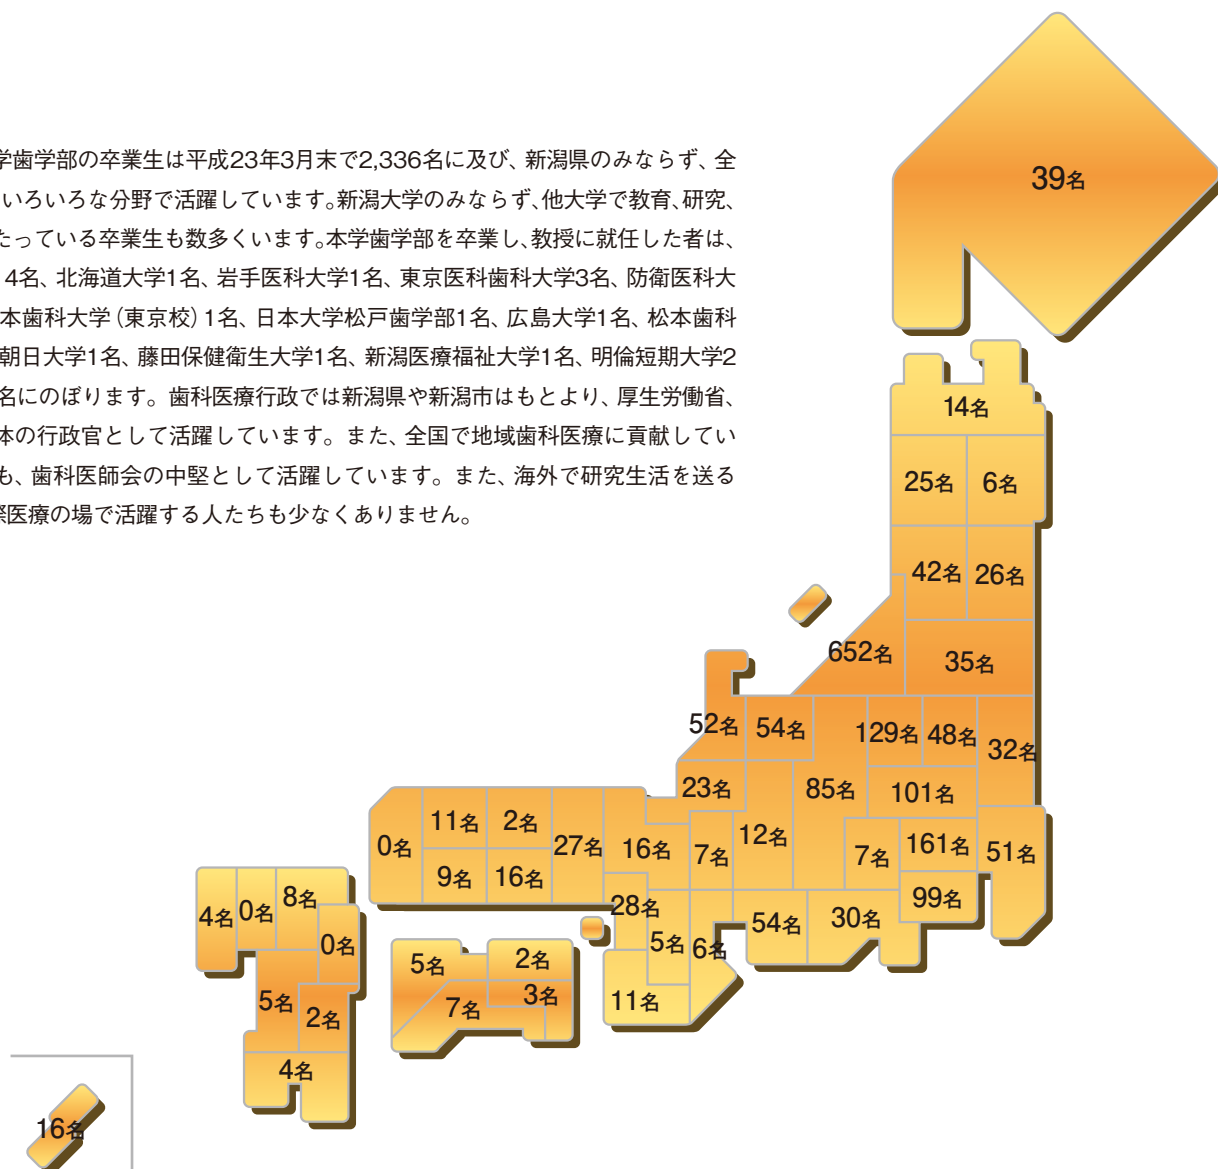 学歯学部の卒業生は平成23年3月末で2,336名に及び、新潟県のみならず、全
いろいろな分野で活躍しています。新潟大学のみならず、他大学で教育、研究、
たっている卒業生も数多くいます。本学歯学部を卒業し、教授に就任した者は、
4名、北海道大学1名、岩手医科大学1名、東京医科歯科大学3名、防衛医科大
本歯科大学(東京校)1名、日本大学松戸歯学部1名、広島大学1名、松本歯科
朝日大学1名、藤田保健衛生大学1名、新潟医療福祉大学1名、明倫短期大学2
名にのぼります。歯科医療行政では新潟県や新潟市はもとより、厚生労働省、
体の行政官として活躍しています。また、全国で地域歯科医療に貢献してい
も、歯科医師会の中堅として活躍しています。また、海外で研究生活を送る
際医療の場で活躍する人たちも少なくありません。
39名
14名
25名
6名
42名
26名
652名
35名
52名
54名
129名
48名
32名
23名
85名
101名
11名
2名
0名
27名
16名
7名
12名
7名
161名
51名
9名
16名
28名
99名
4名
0名
8名
0名
5名
6名
54名
30名
5名
2名
5名
7名
3名
11名
2名
4名
16名